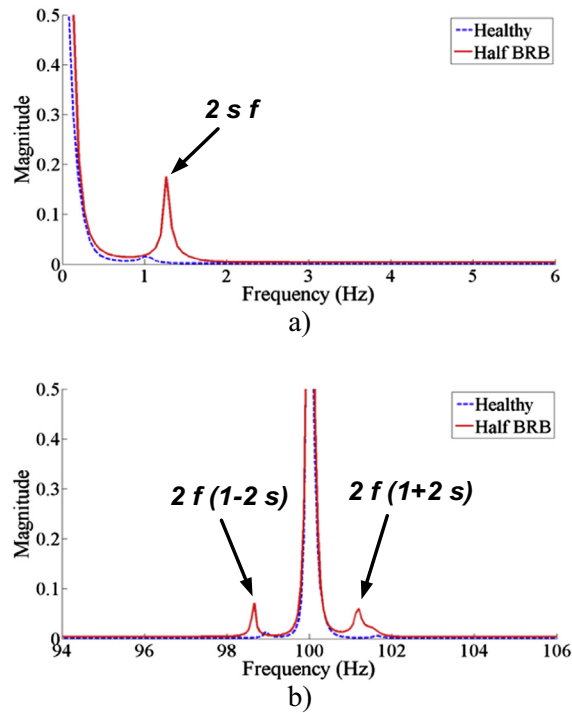 0.5
0.4
0.3
0.2
0.1
0
Magnitude
Healthy
Half BRB
2 s f
0 1 2 3 4 5 6
Frequency (Hz)
a)
0.5
0.4
0.3
0.2
0.1
0
Magnitude
Healthy
Half BRB
2 f (1-2 s)
2 f (1+2 s)
94 96 98 100 102 104 106
Frequency (Hz)
b)